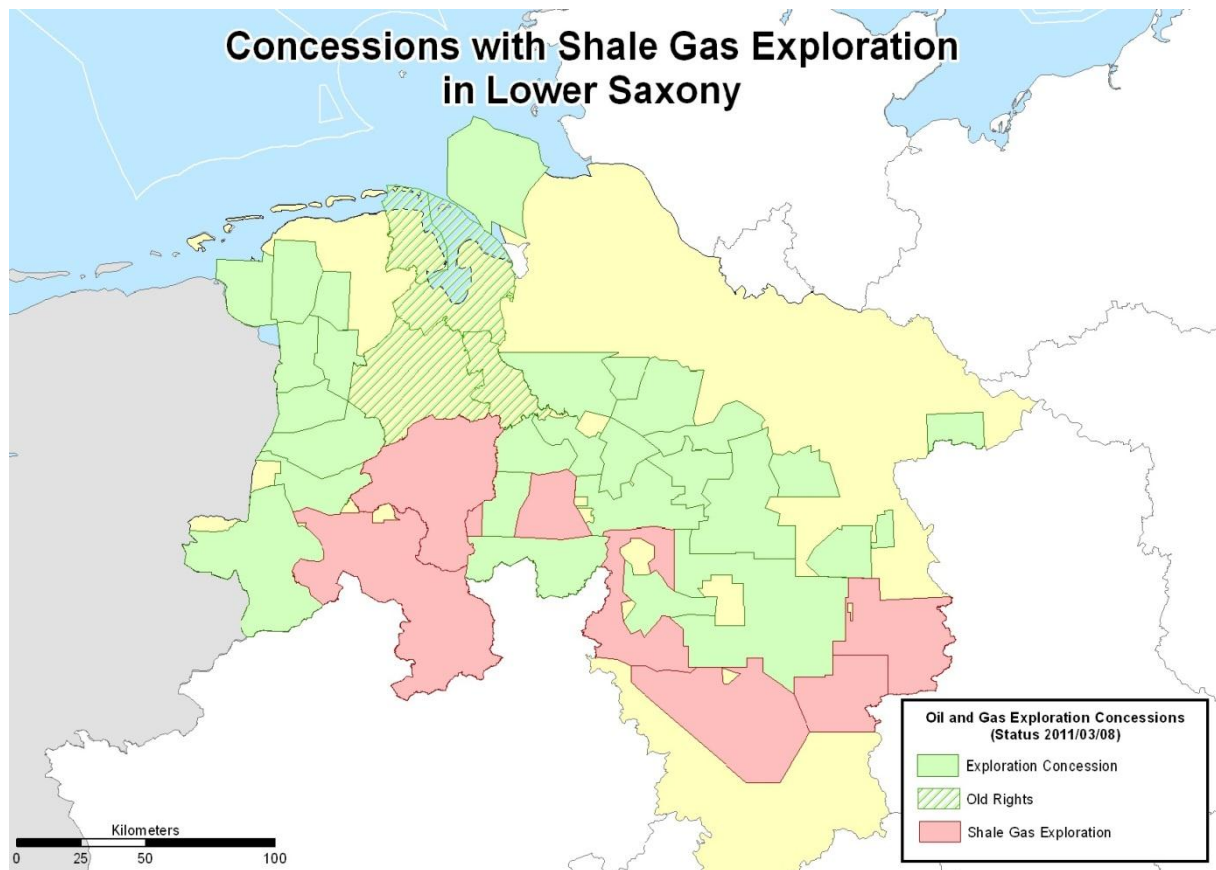 Concessions with Shale Gas Exploration
in Lower Saxony
Oil and Gas Exploration Concessions
(Status 2011/03/08)
Exploration Concession
Old Rights
Shale Gas Exploration
Kilometers
0 25 50 100